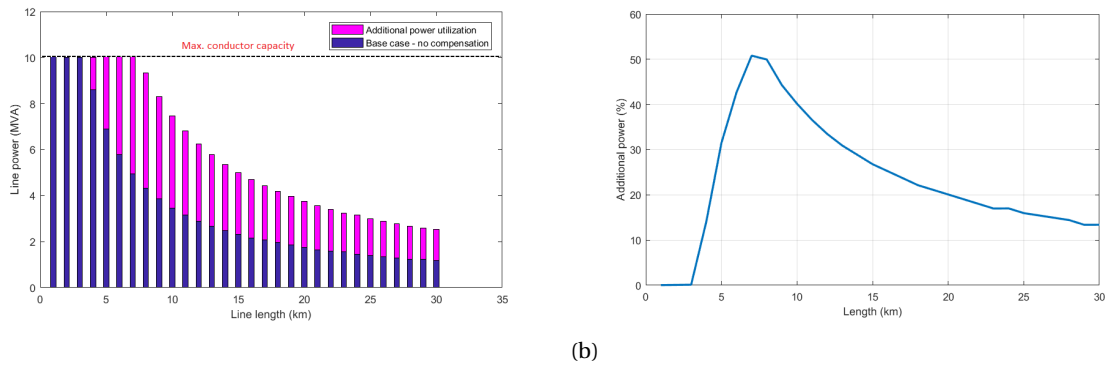 12
10
8
6
4
2
0
Line power (MVA)
Max. conductor capacity
Additional power utilization
Base case - no compensation
0 5 10 15 20 25 30 35
Line length (km)
60
50
40
30
20
10
0
Additional power (%)
0 5 10 15 20 25 30
Length (km)
(b)